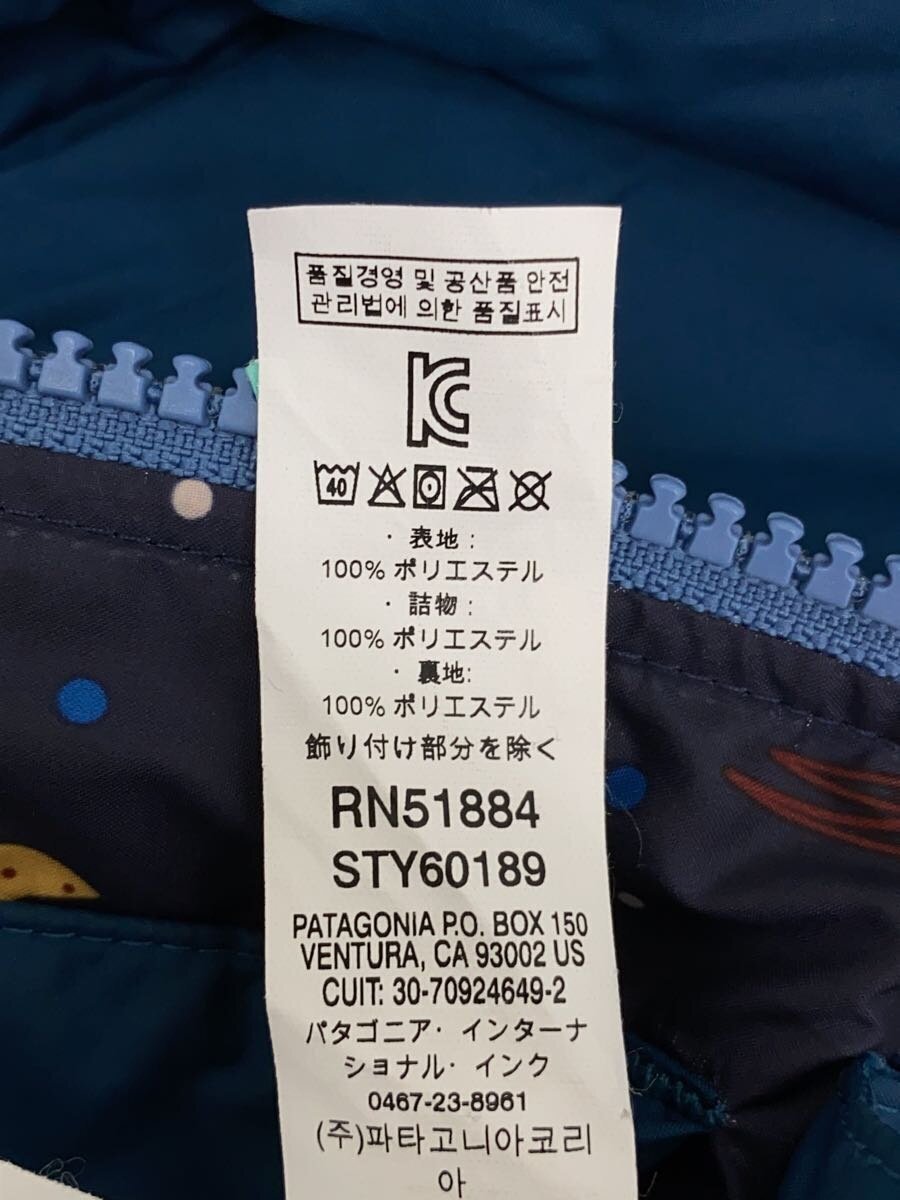 품질경영 및 공산품 안전
관리법에 의한 품질표시
KC
40
・表地:
100% ポリエステル
・詰物:
100% ポリエステル
・裏地:
100% ポリエステル
飾り付け部分を除く
RN51884
STY60189
PATAGONIA P.O. BOX 150
VENTURA, CA 93002 US
CUIT: 30-70924649-2
パタゴニア・インターナ
ショナル・インク
0467-23-8961
(주)파타고니아코리
아